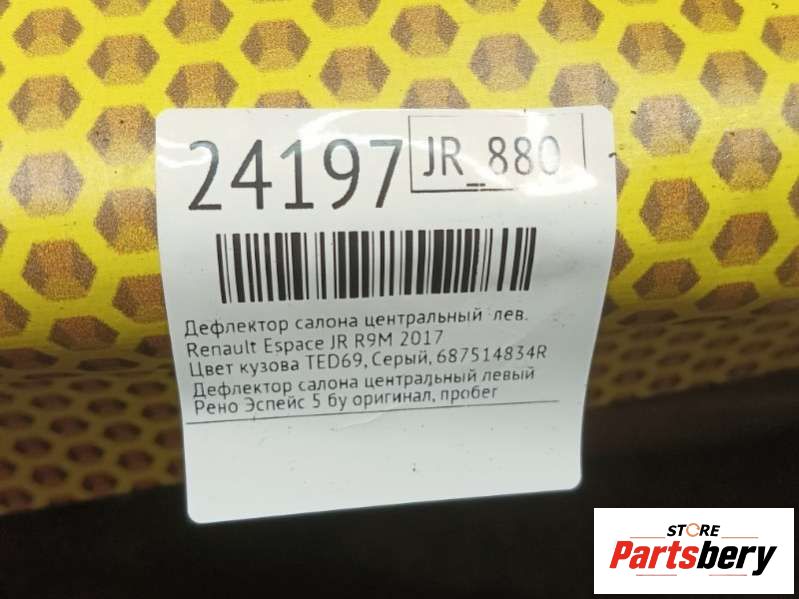 24197
JR_880
Дефлектор салона центральный лев.
Renault Espace JR R9M 2017
Цвет кузова TED69, Серый, 687514834R
Дефлектор салона центральный левый
Рено Эспейс 5 бу оригинал, пробег
STORE
Partsbery